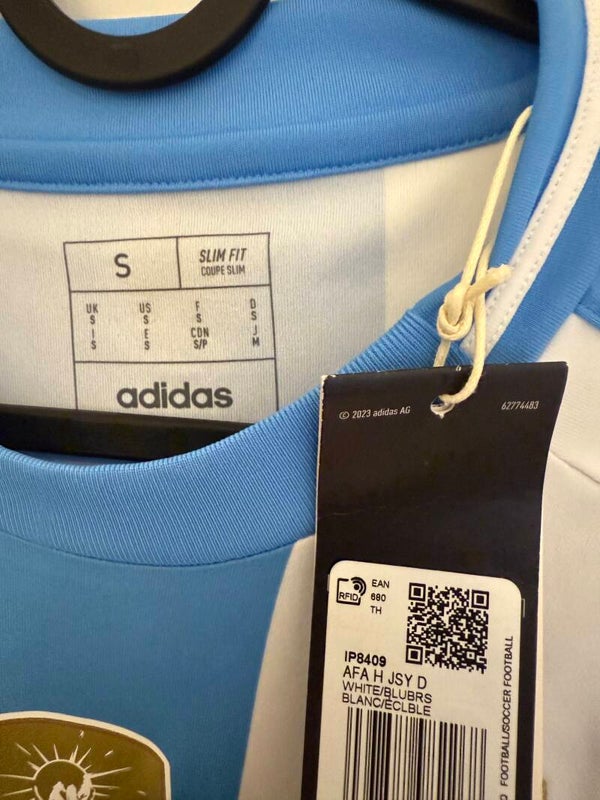 S
SLIM FIT
COUPE SLIM
UK US F D
S S S S
I E CDN J
S S S/P M
adidas
© 2023 adidas AG
62774483
RFID
EAN
680
TH
IP8409
AFA H JSY D
WHITE/BLUBRS
BLANC/ECLBLE
FOOTBALL/SOCCER FOOTBALL